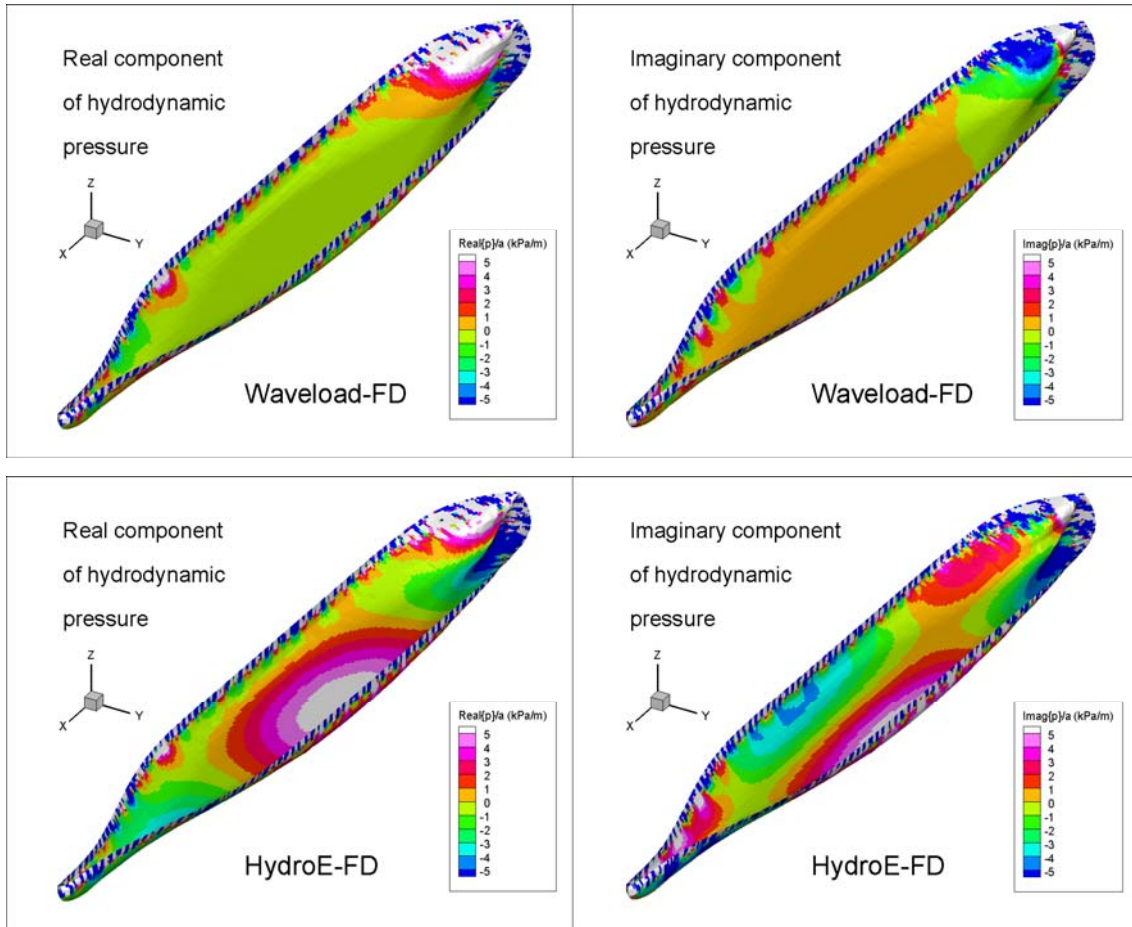 Real component
of hydrodynamic
pressure
Z
X
Y
Real{p}/a (kPa/m)
5
4
3
2
1
0
-1
-2
-3
-4
-5
Waveload-FD
Imaginary component
of hydrodynamic
pressure
Z
X
Y
Imag{p}/a (kPa/m)
5
4
3
2
1
0
-1
-2
-3
-4
-5
Waveload-FD
Real component
of hydrodynamic
pressure
Z
X
Y
Real{p}/a (kPa/m)
5
4
3
2
1
0
-1
-2
-3
-4
-5
HydroE-FD
Imaginary component
of hydrodynamic
pressure
Z
X
Y
Imag{p}/a (kPa/m)
5
4
3
2
1
0
-1
-2
-3
-4
-5
HydroE-FD